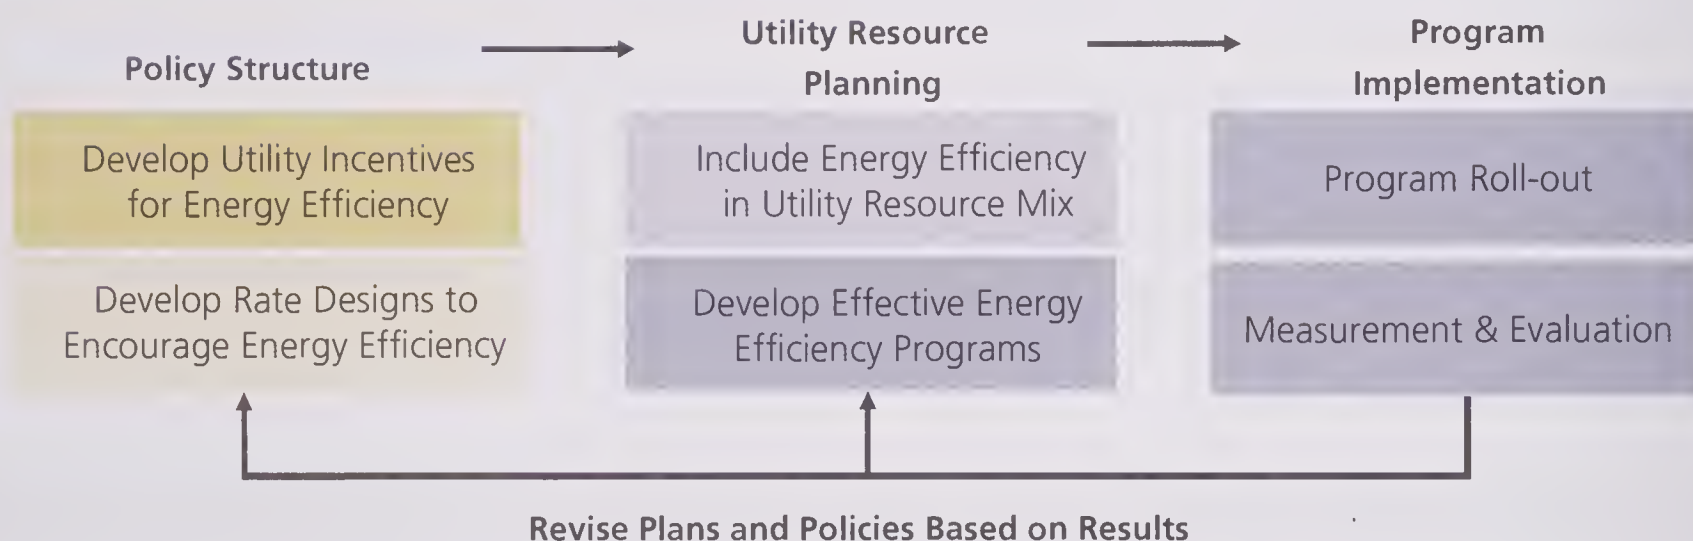 Policy Structure
Utility Resource
Planning
Program
Implementation
Develop Utility Incentives
for Energy Efficiency
Include Energy Efficiency
in Utility Resource Mix
Program Roll-out
Develop Rate Designs to
Encourage Energy Efficiency
Develop Effective Energy
Efficiency Programs
Measurement & Evaluation
Revise Plans and Policies Based on Results